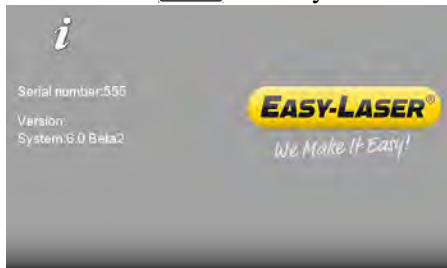 i
Serial number:555
Version:
System:6.0 Beta2
EASY-LASER®
We Make It Easy!